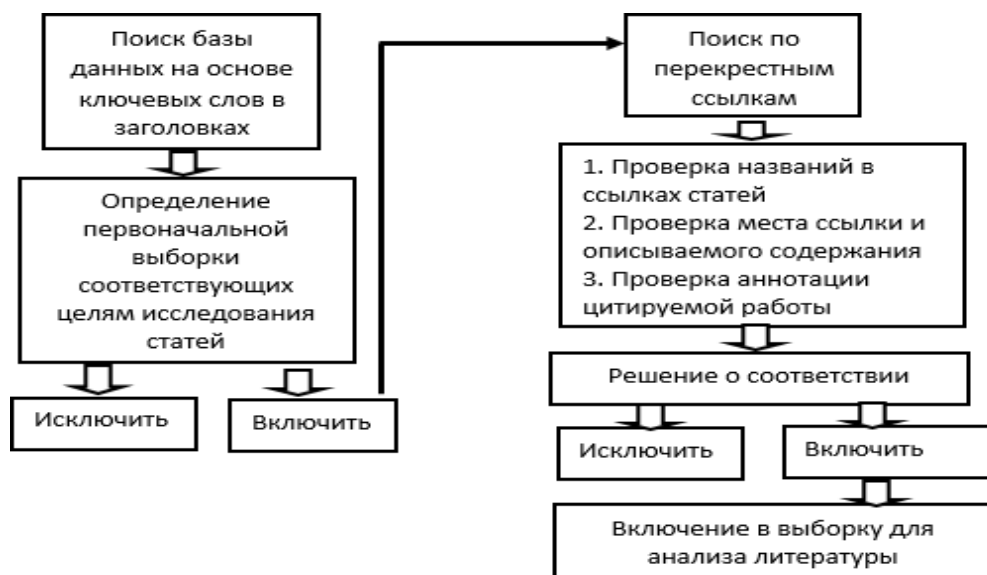 Поиск базы
данных на основе
ключевых слов в
заголовках
Определение
первоначальной
выборки
соответствующих
целям исследования
статей
Исключить
Включить
Поиск по
перекрестным
ссылкам
1. Проверка названий в
ссылках статей
2. Проверка места ссылки и
описываемого содержания
3. Проверка аннотации
цитируемой работы
Решение о соответствии
Исключить
Включить
Включение в выборку для
анализа литературы